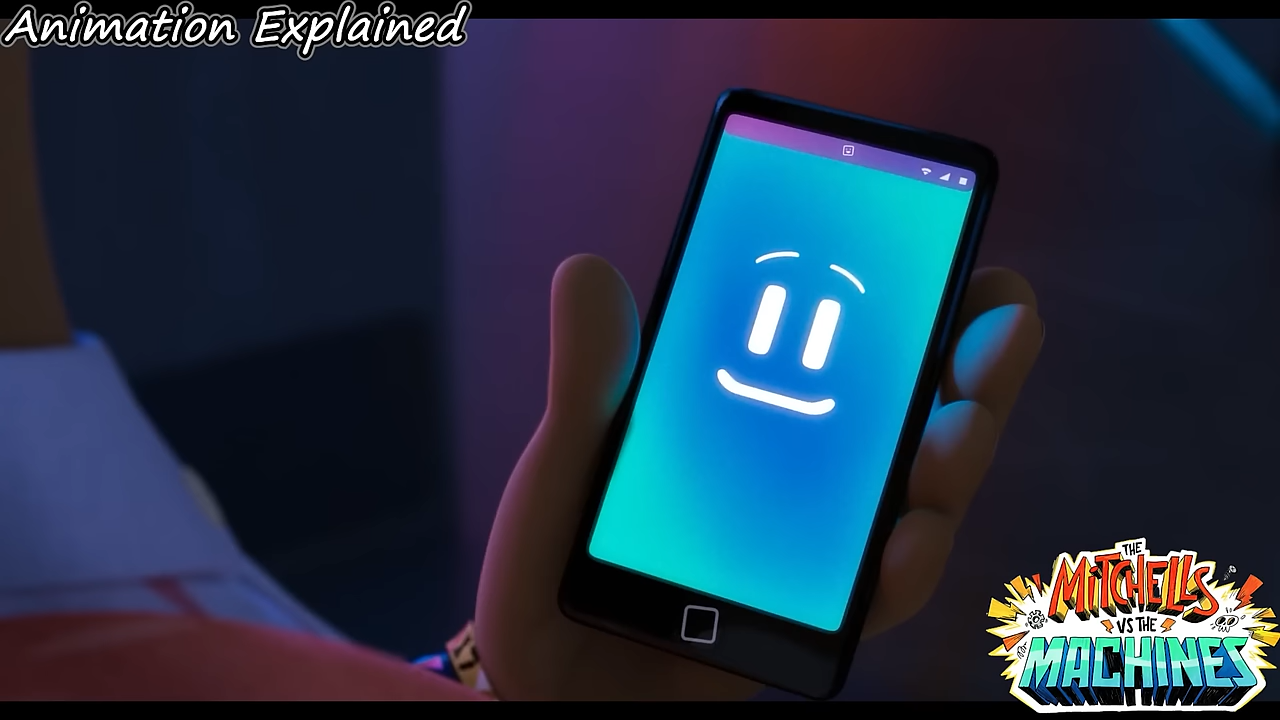 Animation Explained
THE
MITCHELLS
VS THE
MACHINES